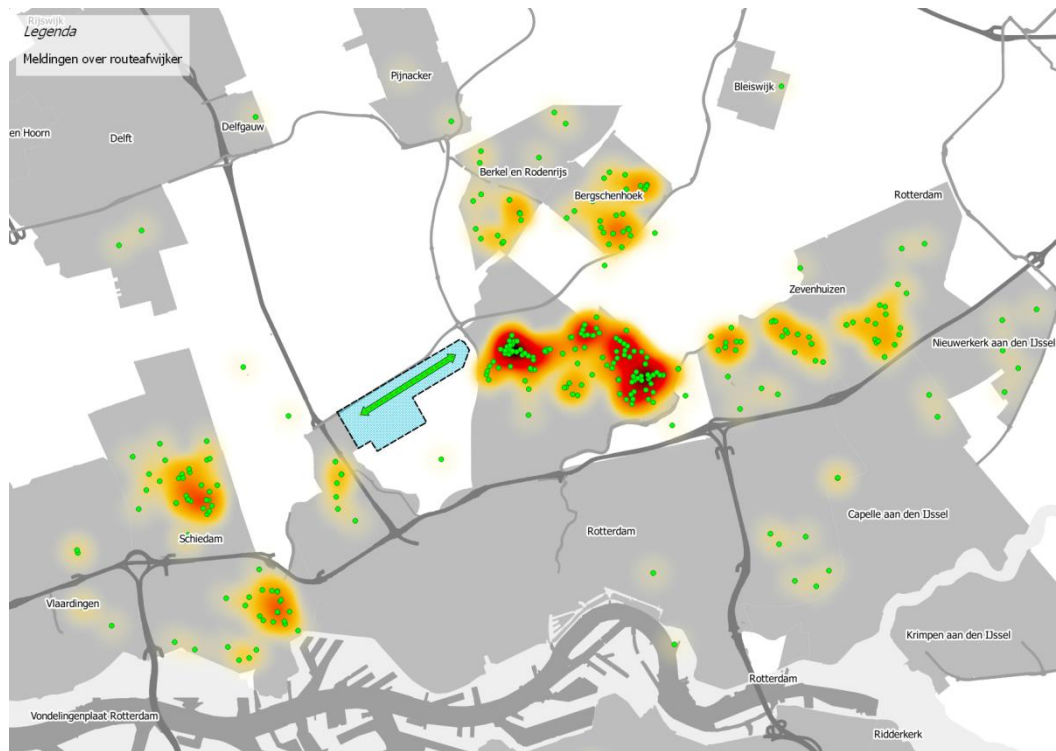 Rijswijk
Legenda
Meldingen over routeafwijker
Pijnacker
Bleiswijk
en Hoorn
Delft
Delfgauw
Berkel en Rodenrijs
Bergschenhoek
Rotterdam
Zevenhuizen
Nieuwerkerk aan den IJssel
Capelle aan den IJssel
Schiedam
Rotterdam
Vlaardingen
Krimpen aan den IJssel
Rotterdam
Vondelingenplaat Rotterdam
Ridderkerk